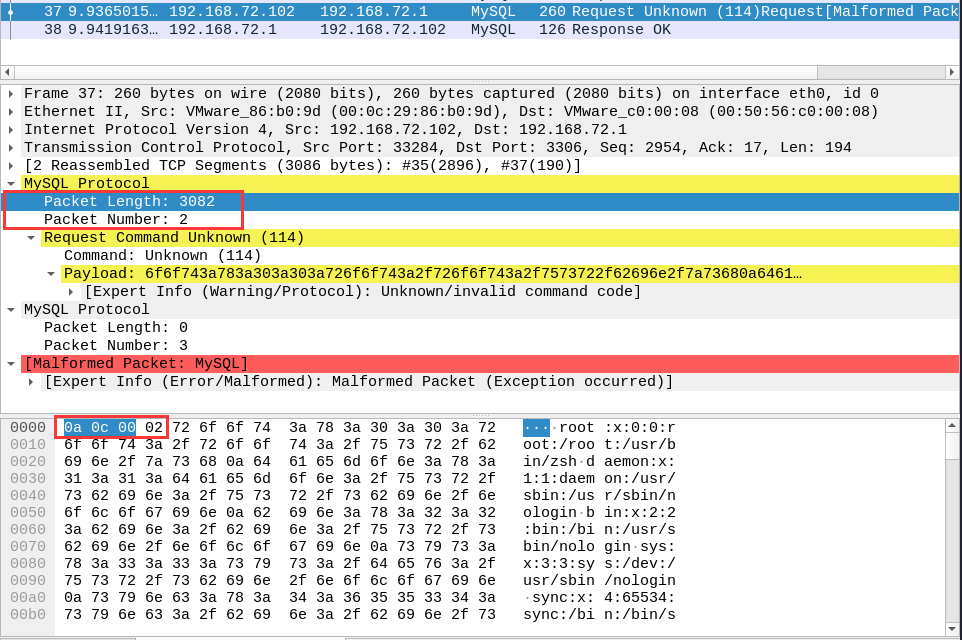 37 9.9365015… 192.168.72.102 192.168.72.1 MySQL 260 Request Unknown (114)Request[Malformed Pack
38 9.9419163… 192.168.72.1 192.168.72.102 MySQL 126 Response OK
Frame 37: 260 bytes on wire (2080 bits), 260 bytes captured (2080 bits) on interface eth0, id 0
Ethernet II, Src: VMware_86:b0:9d (00:0c:29:86:b0:9d), Dst: VMware_c0:00:08 (00:50:56:c0:00:08)
Internet Protocol Version 4, Src: 192.168.72.102, Dst: 192.168.72.1
Transmission Control Protocol, Src Port: 33284, Dst Port: 3306, Seq: 2954, Ack: 17, Len: 194
[2 Reassembled TCP Segments (3086 bytes): #35(2896), #37(190)]
MySQL Protocol
Packet Length: 3082
Packet Number: 2
Request Command Unknown (114)
Command: Unknown (114)
Payload: 6f6f743a783a303a303a726f6f743a2f726f6f743a2f7573722f62696e2f7a73680a6461…
[Expert Info (Warning/Protocol): Unknown/invalid command code]
MySQL Protocol
Packet Length: 0
Packet Number: 3
[Malformed Packet: MySQL]
[Expert Info (Error/Malformed): Malformed Packet (Exception occurred)]
0000 0a 0c 00 02 72 6f 6f 74 3a 78 3a 30 3a 30 3a 72 ····root :x:0:0:r
0010 6f 6f 74 3a 2f 72 6f 6f 74 3a 2f 75 73 72 2f 62 oot:/roo t:/usr/b
0020 69 6e 2f 7a 73 68 0a 64 61 65 6d 6f 6e 3a 78 3a in/zsh·d aemon:x:
0030 31 3a 31 3a 64 61 65 6d 6f 6e 3a 2f 75 73 72 2f 1:1:daem on:/usr/
0040 73 62 69 6e 3a 2f 75 73 72 2f 73 62 69 6e 2f 6e sbin:/us r/sbin/n
0050 6f 6c 6f 67 69 6e 0a 62 69 6e 3a 78 3a 32 3a 32 ologin·b in:x:2:2
0060 3a 62 69 6e 3a 2f 62 69 6e 3a 2f 75 73 72 2f 73 :bin:/bi n:/usr/s
0070 62 69 6e 2f 6e 6f 6c 6f 67 69 6e 0a 73 79 73 3a bin/nolo gin·sys:
0080 78 3a 33 3a 33 3a 73 79 73 3a 2f 64 65 76 3a 2f x:3:3:sy s:/dev:/
0090 75 73 72 2f 73 62 69 6e 2f 6e 6f 6c 6f 67 69 6e usr/sbin /nologin
00a0 0a 73 79 6e 63 3a 78 3a 34 3a 36 35 35 33 34 3a ·sync:x: 4:65534:
00b0 73 79 6e 63 3a 2f 62 69 6e 3a 2f 62 69 6e 2f 73 sync:/bi n:/bin/s